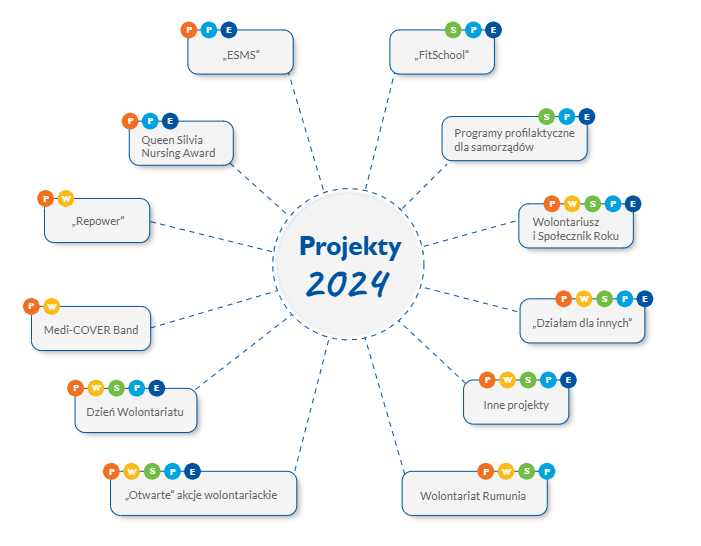 P P E
„ESMS”
S P E
„FitSchool”
P P E
Queen Silvia
Nursing Award
S P E
Programy profilaktyczne
dla samorządów
P W
„Repower”
P W S P E
Wolontariusz
i Społecznik Roku
Projekty
2024
P W
Medi-COVER Band
P W S P E
„Działam dla innych”
P W S P E
Dzień Wolontariatu
P W S P E
Inne projekty
P W S P E
„Otwarte” akcje wolontariackie
P W S P
Wolontariat Rumunia